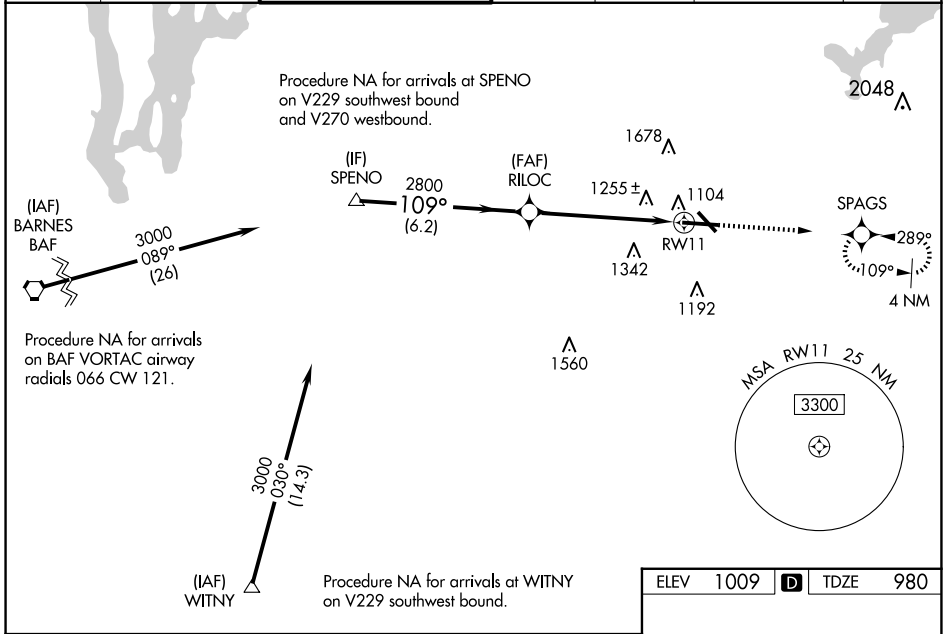 Procedure NA for arrivals at SPENO
on V229 southwest bound
and V270 westbound.
2048
1678
(IF)
SPENO
2800
109°
(6.2)
(FAF)
RILOC
1255 ±
1104
RW11
SPAGS
289°
109°
4 NM
(IAF)
BARNES
BAF
3000
089°
(26)
1342
1192
Procedure NA for arrivals
on BAF VORTAC airway
radials 066 CW 121.
1560
MSA RW11 25 NM
3300
3000
030°
(14.3)
(IAF)
WITNY
Procedure NA for arrivals at WITNY
on V229 southwest bound.
ELEV 1009 D TDZE 980